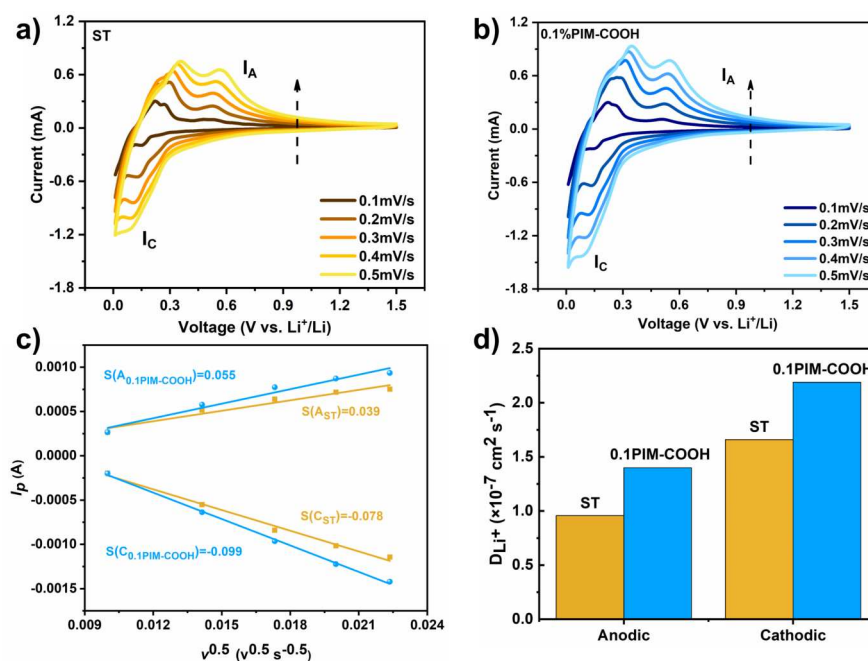 a)
ST
I_A
I_C
0.1mV/s
0.2mV/s
0.3mV/s
0.4mV/s
0.5mV/s
1.2
0.6
0.0
-0.6
-1.2
-1.8
Current (mA)
0.0 0.3 0.6 0.9 1.2 1.5
Voltage (V vs. Li⁺/Li)
b)
0.1%PIM-COOH
I_A
I_C
0.1mV/s
0.2mV/s
0.3mV/s
0.4mV/s
0.5mV/s
1.2
0.6
0.0
-0.6
-1.2
-1.8
Current (mA)
0.0 0.3 0.6 0.9 1.2 1.5
Voltage (V vs. Li⁺/Li)
c)
S(A_0.1PIM-COOH)=0.055
S(A_ST)=0.039
S(C_ST)=-0.078
S(C_0.1PIM-COOH)=-0.099
0.0010
0.0005
0.0000
-0.0005
-0.0010
-0.0015
Ip (A)
0.009 0.012 0.015 0.018 0.021 0.024
v^0.5 (v^0.5 s^-0.5)
d)
0.1PIM-COOH
ST
0.1PIM-COOH
ST
2.5
2.0
1.5
1.0
0.5
0.0
D_Li⁺ (×10⁻⁷ cm² s⁻¹)
Anodic Cathodic